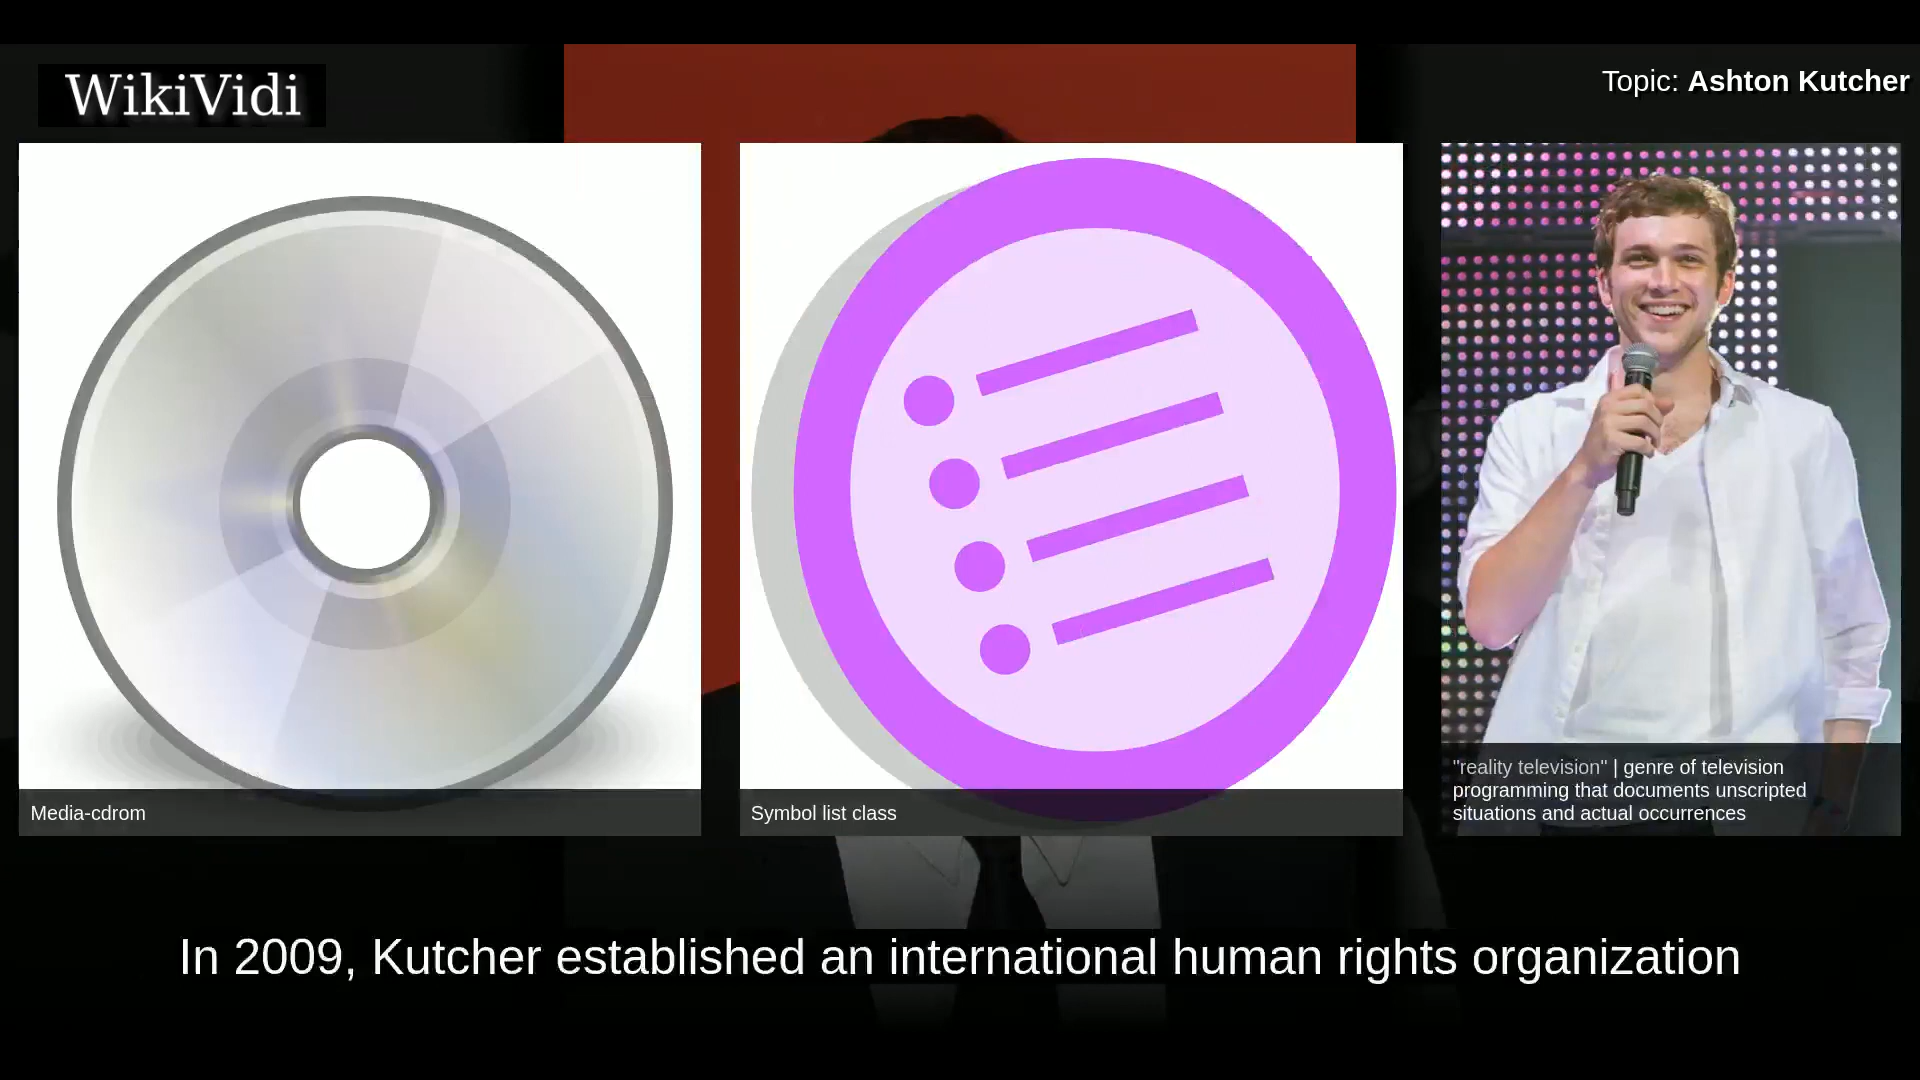 WikiVidi
Topic: Ashton Kutcher
Media-cdrom
Symbol list class
"reality television" | genre of television
programming that documents unscripted
situations and actual occurrences
In 2009, Kutcher established an international human rights organization